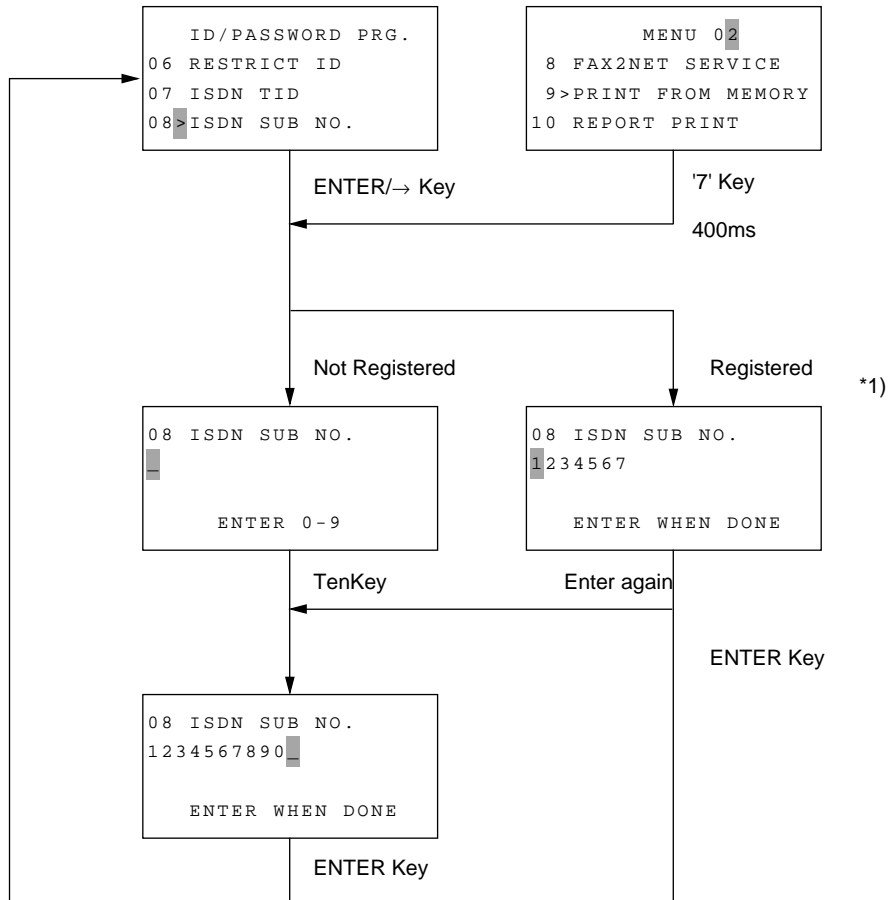 ID/PASSWORD PRG.
06 RESTRICT ID
07 ISDN TID
08>ISDN SUB NO.
MENU 02
8 FAX2NET SERVICE
9>PRINT FROM MEMORY
10 REPORT PRINT
ENTER/→ Key
'7' Key
400ms
Not Registered
Registered
*1)
08 ISDN SUB NO.
_
ENTER 0-9
08 ISDN SUB NO.
1234567
ENTER WHEN DONE
TenKey
Enter again
ENTER Key
08 ISDN SUB NO.
1234567890_
ENTER WHEN DONE
ENTER Key